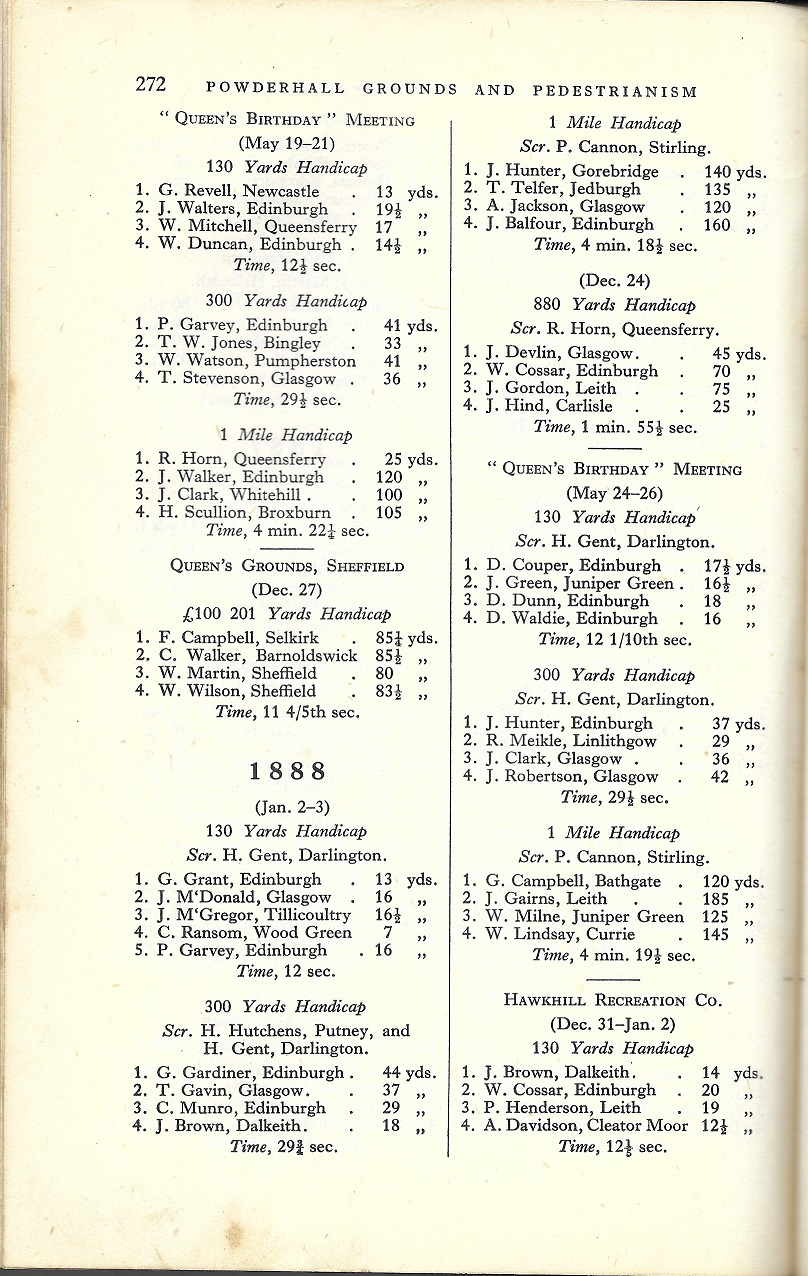 272 POWDERHALL GROUNDS AND PEDESTRIANISM
“ QUEEN'S BIRTHDAY ” MEETING
(May 19–21)
130 Yards Handicap
1. G. Revell, Newcastle . 13 yds.
2. J. Walters, Edinburgh . 19½ „
3. W. Mitchell, Queensferry 17 „
4. W. Duncan, Edinburgh . 14½ „
Time, 12½ sec.
300 Yards Handicap
1. P. Garvey, Edinburgh . 41 yds.
2. T. W. Jones, Bingley . 33 „
3. W. Watson, Pumpherston 41 „
4. T. Stevenson, Glasgow . 36 „
Time, 29½ sec.
1 Mile Handicap
1. R. Horn, Queensferry . 25 yds.
2. J. Walker, Edinburgh . 120 „
3. J. Clark, Whitehill . . 100 „
4. H. Scullion, Broxburn . 105 „
Time, 4 min. 22¼ sec.
QUEEN'S GROUNDS, SHEFFIELD
(Dec. 27)
£100 201 Yards Handicap
1. F. Campbell, Selkirk . 85¼ yds.
2. C. Walker, Barnoldswick 85½ „
3. W. Martin, Sheffield . 80 „
4. W. Wilson, Sheffield . 83½ „
Time, 11 4/5th sec.
1888
(Jan. 2–3)
130 Yards Handicap
Scr. H. Gent, Darlington.
1. G. Grant, Edinburgh . 13 yds.
2. J. M‘Donald, Glasgow . 16 „
3. J. M‘Gregor, Tillicoultry 16½ „
4. C. Ransom, Wood Green 7 „
5. P. Garvey, Edinburgh . 16 „
Time, 12 sec.
300 Yards Handicap
Scr. H. Hutchens, Putney, and
H. Gent, Darlington.
1. G. Gardiner, Edinburgh . 44 yds.
2. T. Gavin, Glasgow. . 37 „
3. C. Munro, Edinburgh . 29 „
4. J. Brown, Dalkeith. . 18 „
Time, 29¾ sec.
1 Mile Handicap
Scr. P. Cannon, Stirling.
1. J. Hunter, Gorebridge . 140 yds.
2. T. Telfer, Jedburgh . 135 „
3. A. Jackson, Glasgow . 120 „
4. J. Balfour, Edinburgh . 160 „
Time, 4 min. 18½ sec.
(Dec. 24)
880 Yards Handicap
Scr. R. Horn, Queensferry.
1. J. Devlin, Glasgow. . 45 yds.
2. W. Cossar, Edinburgh . 70 „
3. J. Gordon, Leith . . 75 „
4. J. Hind, Carlisle . . 25 „
Time, 1 min. 55½ sec.
“ QUEEN'S BIRTHDAY ” MEETING
(May 24–26)
130 Yards Handicap
Scr. H. Gent, Darlington.
1. D. Couper, Edinburgh . 17½ yds.
2. J. Green, Juniper Green . 16½ „
3. D. Dunn, Edinburgh . 18 „
4. D. Waldie, Edinburgh . 16 „
Time, 12 1/10th sec.
300 Yards Handicap
Scr. H. Gent, Darlington.
1. J. Hunter, Edinburgh . 37 yds.
2. R. Meikle, Linlithgow . 29 „
3. J. Clark, Glasgow . . 36 „
4. J. Robertson, Glasgow . 42 „
Time, 29½ sec.
1 Mile Handicap
Scr. P. Cannon, Stirling.
1. G. Campbell, Bathgate . 120 yds.
2. J. Gairns, Leith . . 185 „
3. W. Milne, Juniper Green 125 „
4. W. Lindsay, Currie . 145 „
Time, 4 min. 19½ sec.
HAWKHILL RECREATION CO.
(Dec. 31–Jan. 2)
130 Yards Handicap
1. J. Brown, Dalkeith. . 14 yds.
2. W. Cossar, Edinburgh . 20 „
3. P. Henderson, Leith . 19 „
4. A. Davidson, Cleator Moor 12½ „
Time, sec.